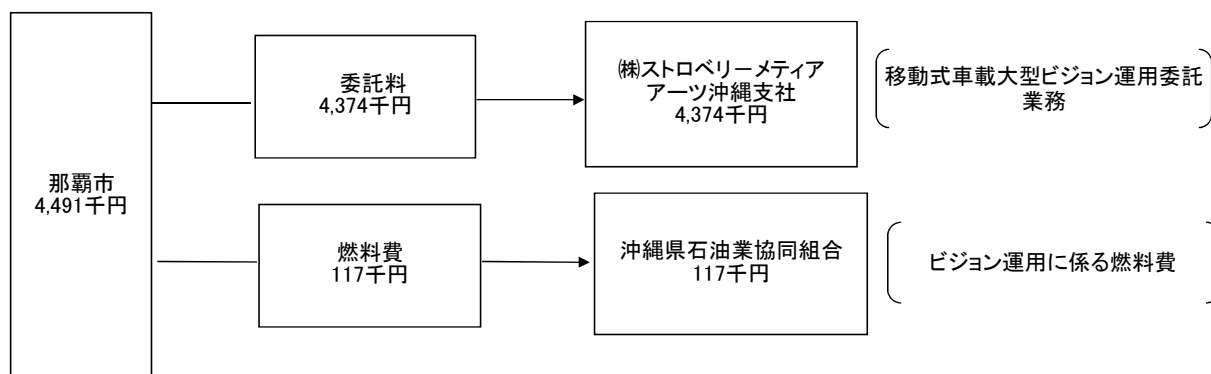 那覇市
4,491千円
委託料
4,374千円
㈱ストロベリーメティア
アーツ沖縄支社
4,374千円
移動式車載大型ビジョン運用委託
業務
燃料費
117千円
沖縄県石油業協同組合
117千円
ビジョン運用に係る燃料費